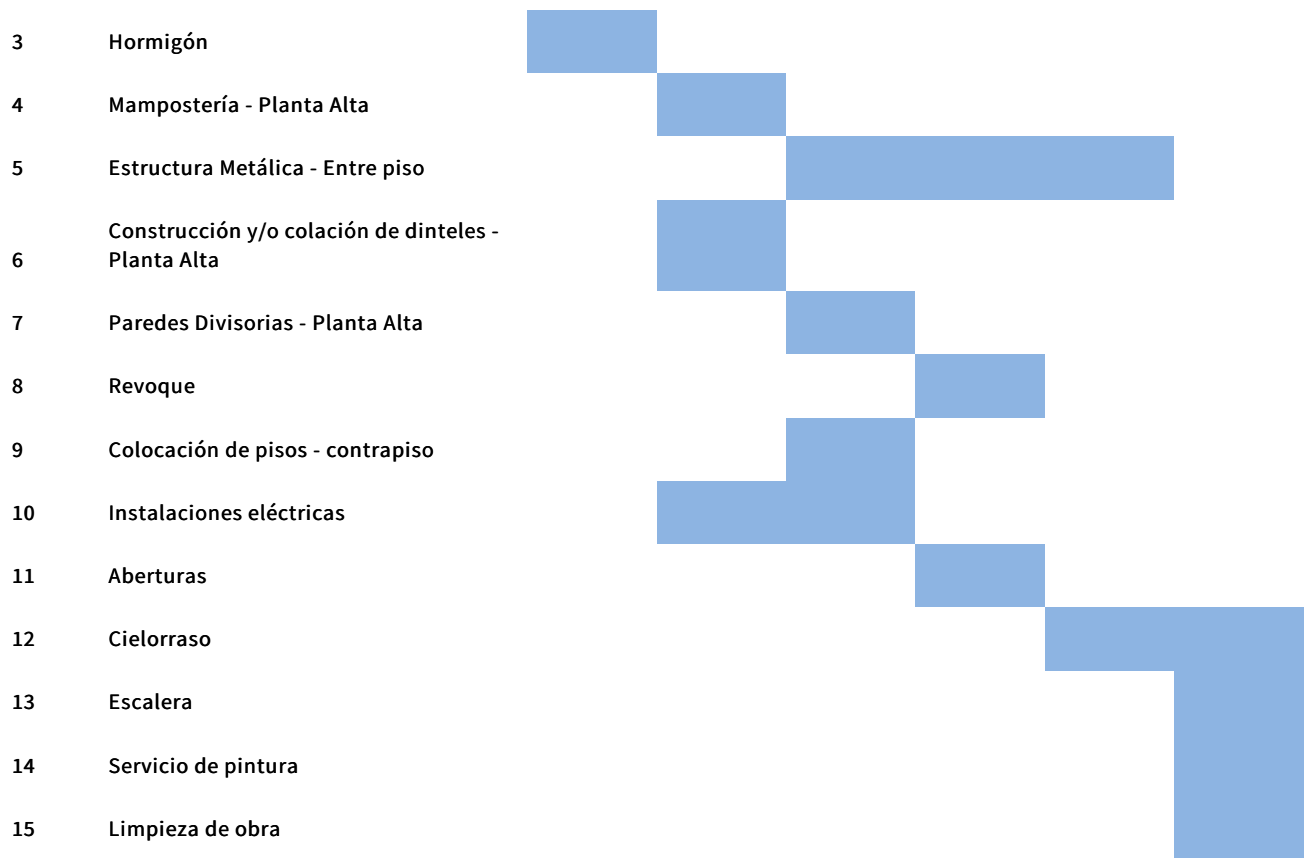 3 Hormigón
4 Mampostería - Planta Alta
5 Estructura Metálica - Entre piso
Construcción y/o colación de dinteles -
6 Planta Alta
7 Paredes Divisorias - Planta Alta
8 Revoque
9 Colocación de pisos - contrapiso
10 Instalaciones eléctricas
11 Aberturas
12 Cielorraso
13 Escalera
14 Servicio de pintura
15 Limpieza de obra